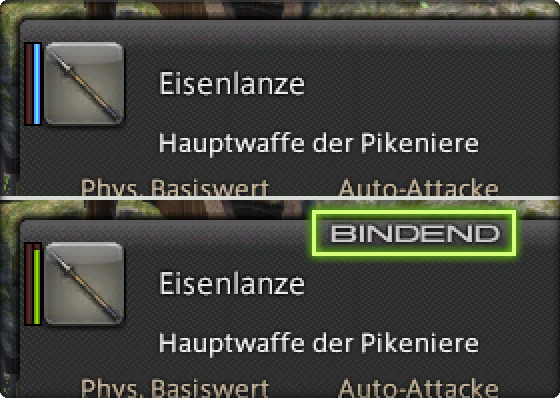 Eisenlanze
Hauptwaffe der Pikeniere
Phys. Basiswert Auto-Attacke
BINDEND
Eisenlanze
Hauptwaffe der Pikeniere
Phys. Basiswert Auto-Attacke